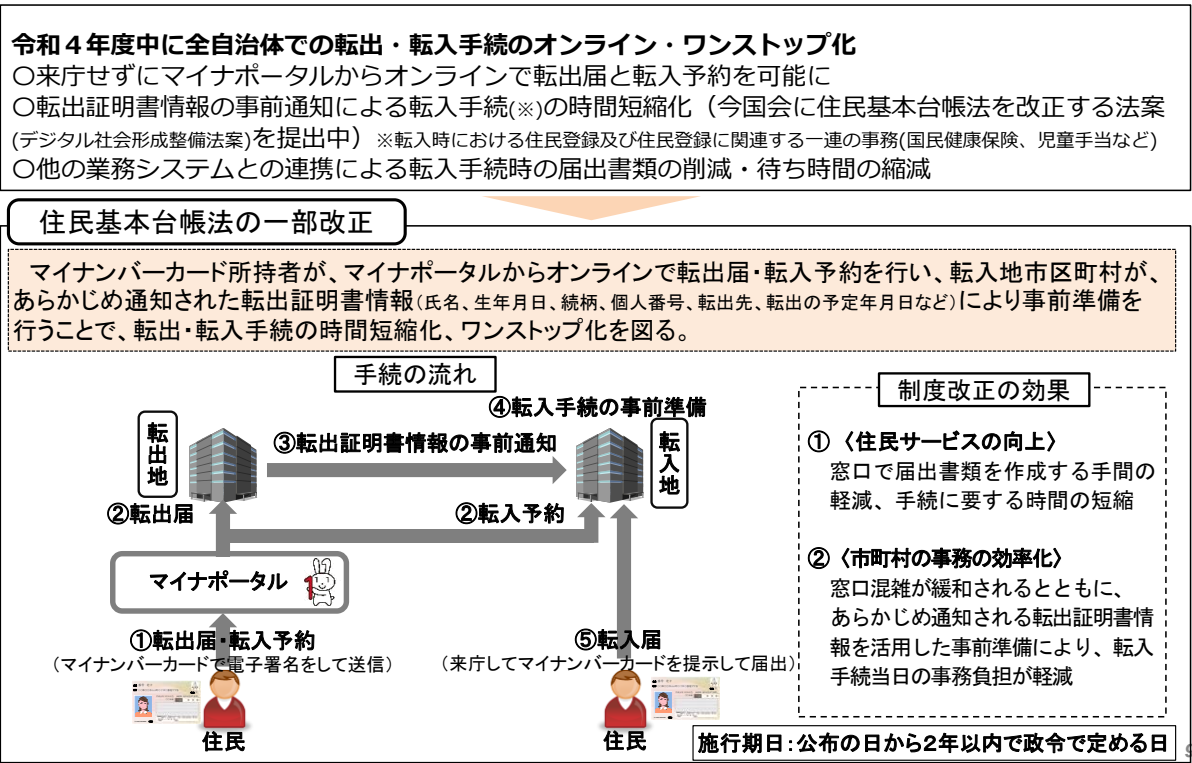 令和４年度中に全自治体での転出・転入手続のオンライン・ワンストップ化
〇来庁せずにマイナポータルからオンラインで転出届と転入予約を可能に
〇転出証明書情報の事前通知による転入手続(※)の時間短縮化（今国会に住民基本台帳法を改正する法案
(デジタル社会形成整備法案)を提出中）※転入時における住民登録及び住民登録に関連する一連の事務(国民健康保険、児童手当など)
〇他の業務システムとの連携による転入手続時の届出書類の削減・待ち時間の縮減
住民基本台帳法の一部改正
マイナンバーカード所持者が、マイナポータルからオンラインで転出届・転入予約を行い、転入地市区町村が、
あらかじめ通知された転出証明書情報（氏名、生年月日、続柄、個人番号、転出先、転出の予定年月日など）により事前準備を
行うことで、転出・転入手続の時間短縮化、ワンストップ化を図る。
手続の流れ
④転入手続の事前準備
転出地
③転出証明書情報の事前通知
転入地
②転出届
②転入予約
マイナポータル
①転出届・転入予約
（マイナンバーカードで電子署名をして送信）
住民
⑤転入届
（来庁してマイナンバーカードを提示して届出）
住民
制度改正の効果
① 〈住民サービスの向上〉
窓口で届出書類を作成する手間の
軽減、手続に要する時間の短縮
② 〈市町村の事務の効率化〉
窓口混雑が緩和されるとともに、
あらかじめ通知される転出証明書情
報を活用した事前準備により、転入
手続当日の事務負担が軽減
施行期日：公布の日から２年以内で政令で定める日
9